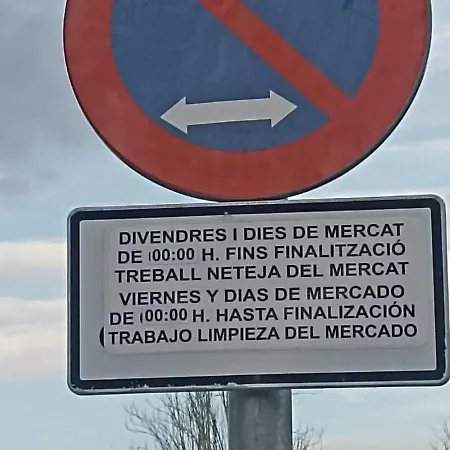 DIVENDRES I DIES DE MERCAT
DE 00:00 H. FINS FINALITZACIÓ
TREBALL NETEJA DEL MERCAT
VIERNES Y DIAS DE MERCADO
DE 00:00 H. HASTA FINALIZACIÓN
TRABAJO LIMPIEZA DEL MERCADO